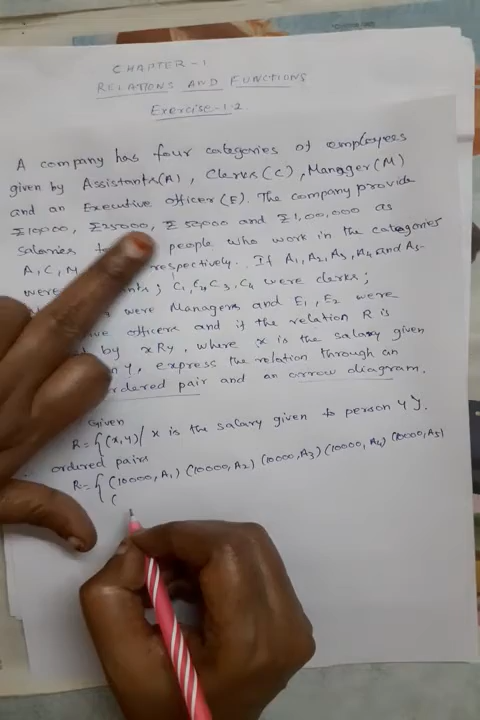 CHAPTER-1
RELATIONS AND FUNCTIONS
Exercise-1.2
A company has four categories of employees
given by Assistants(A), Clerks(C), Manager(M)
and an Executive Officer(E). The company provide
₹10,000, ₹25000, ₹50,000 and ₹1,00,000 as
Salaries people who work in the categories
A, C, M respectively. If A1, A2, A3, A4 and A5
were ; C1, C2, C3, C4 were clerks;
were Managers and E1, E2 were
officers and if the relation R is
by xRy, where x is the salary given
y, express the relation through an
ordered pair and an arrow diagram.
Given
R={(x,y)/ x is the salary given to person y}.
ordered pairs
R={(10000, A1) (10000, A2) (10000, A3) (10000, A4) (10000, A5)
(